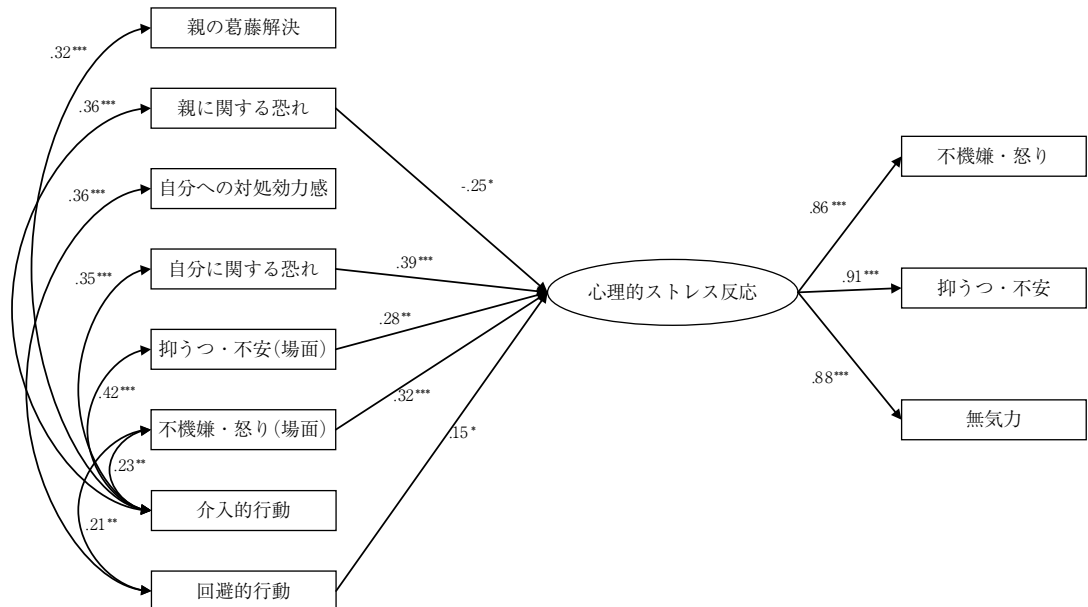 親の葛藤解決
.32***
親に関する恐れ
.36***
自分への対処効力感
.36***
自分に関する恐れ
.35***
抑うつ・不安(場面)
.42***
不機嫌・怒り(場面)
.23**
介入的行動
.21**
回避的行動
-.25*
.39***
.28**
.32***
.15*
心理的ストレス反応
.86***
不機嫌・怒り
.91***
抑うつ・不安
.88***
無気力